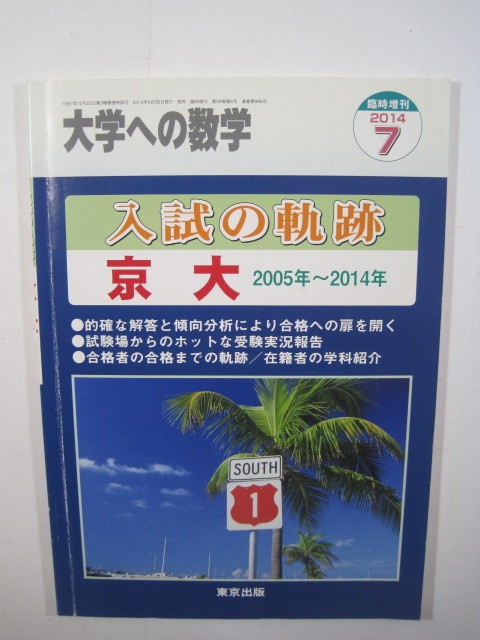 大学への数学
臨時増刊
2014
7
入試の軌跡
京大
2005年～2014年
●的確な解答と傾向分析により合格への扉を開く
●試験場からのホットな受験実況報告
●合格者の合格までの軌跡／在籍者の学科紹介
SOUTH
1
東京出版